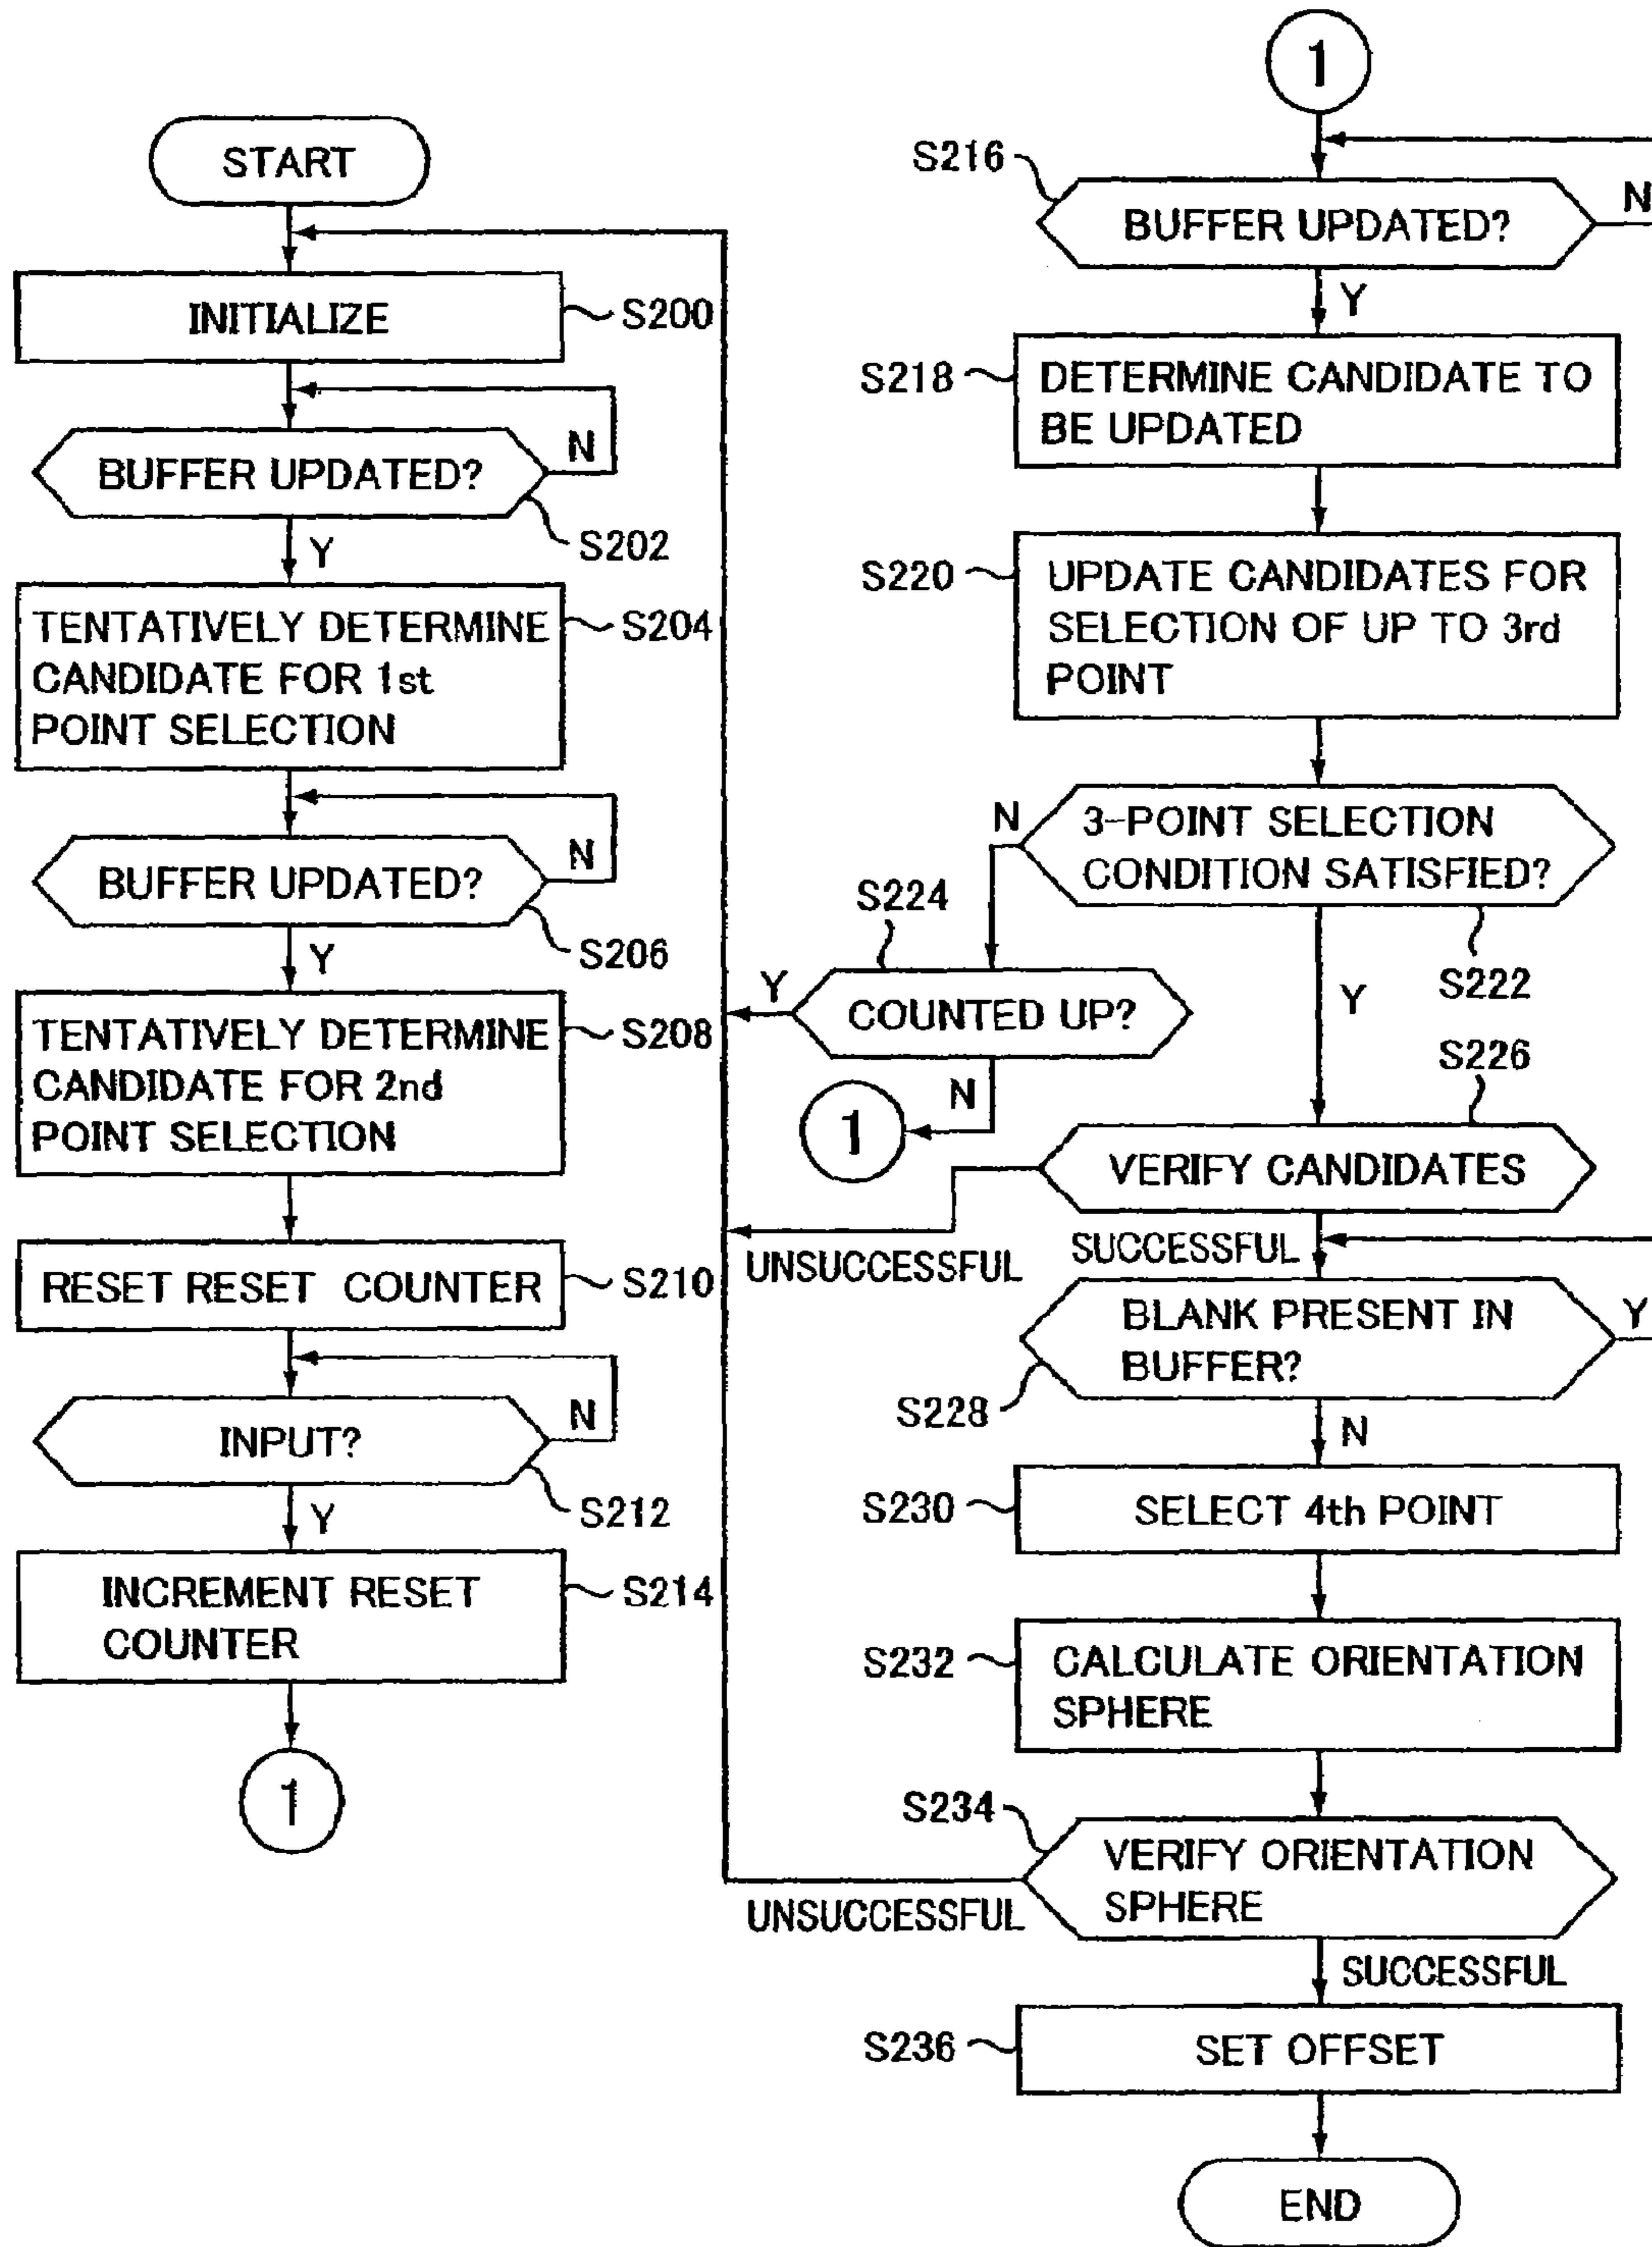 START
INITIALIZE
S200
BUFFER UPDATED?
N
S202
Y
TENTATIVELY DETERMINE
CANDIDATE FOR 1st
POINT SELECTION
S204
BUFFER UPDATED?
N
S206
Y
TENTATIVELY DETERMINE
CANDIDATE FOR 2nd
POINT SELECTION
S208
RESET RESET COUNTER
S210
INPUT?
N
S212
Y
INCREMENT RESET
COUNTER
S214
1
1
S216
BUFFER UPDATED?
N
Y
S218
DETERMINE CANDIDATE TO
BE UPDATED
S220
UPDATE CANDIDATES FOR
SELECTION OF UP TO 3rd
POINT
N
3-POINT SELECTION
CONDITION SATISFIED?
S222
S224
Y
COUNTED UP?
N
1
Y
S226
VERIFY CANDIDATES
UNSUCCESSFUL
SUCCESSFUL
BLANK PRESENT IN
BUFFER?
Y
S228
N
S230
SELECT 4th POINT
S232
CALCULATE ORIENTATION
SPHERE
S234
VERIFY ORIENTATION
SPHERE
UNSUCCESSFUL
SUCCESSFUL
S236
SET OFFSET
END